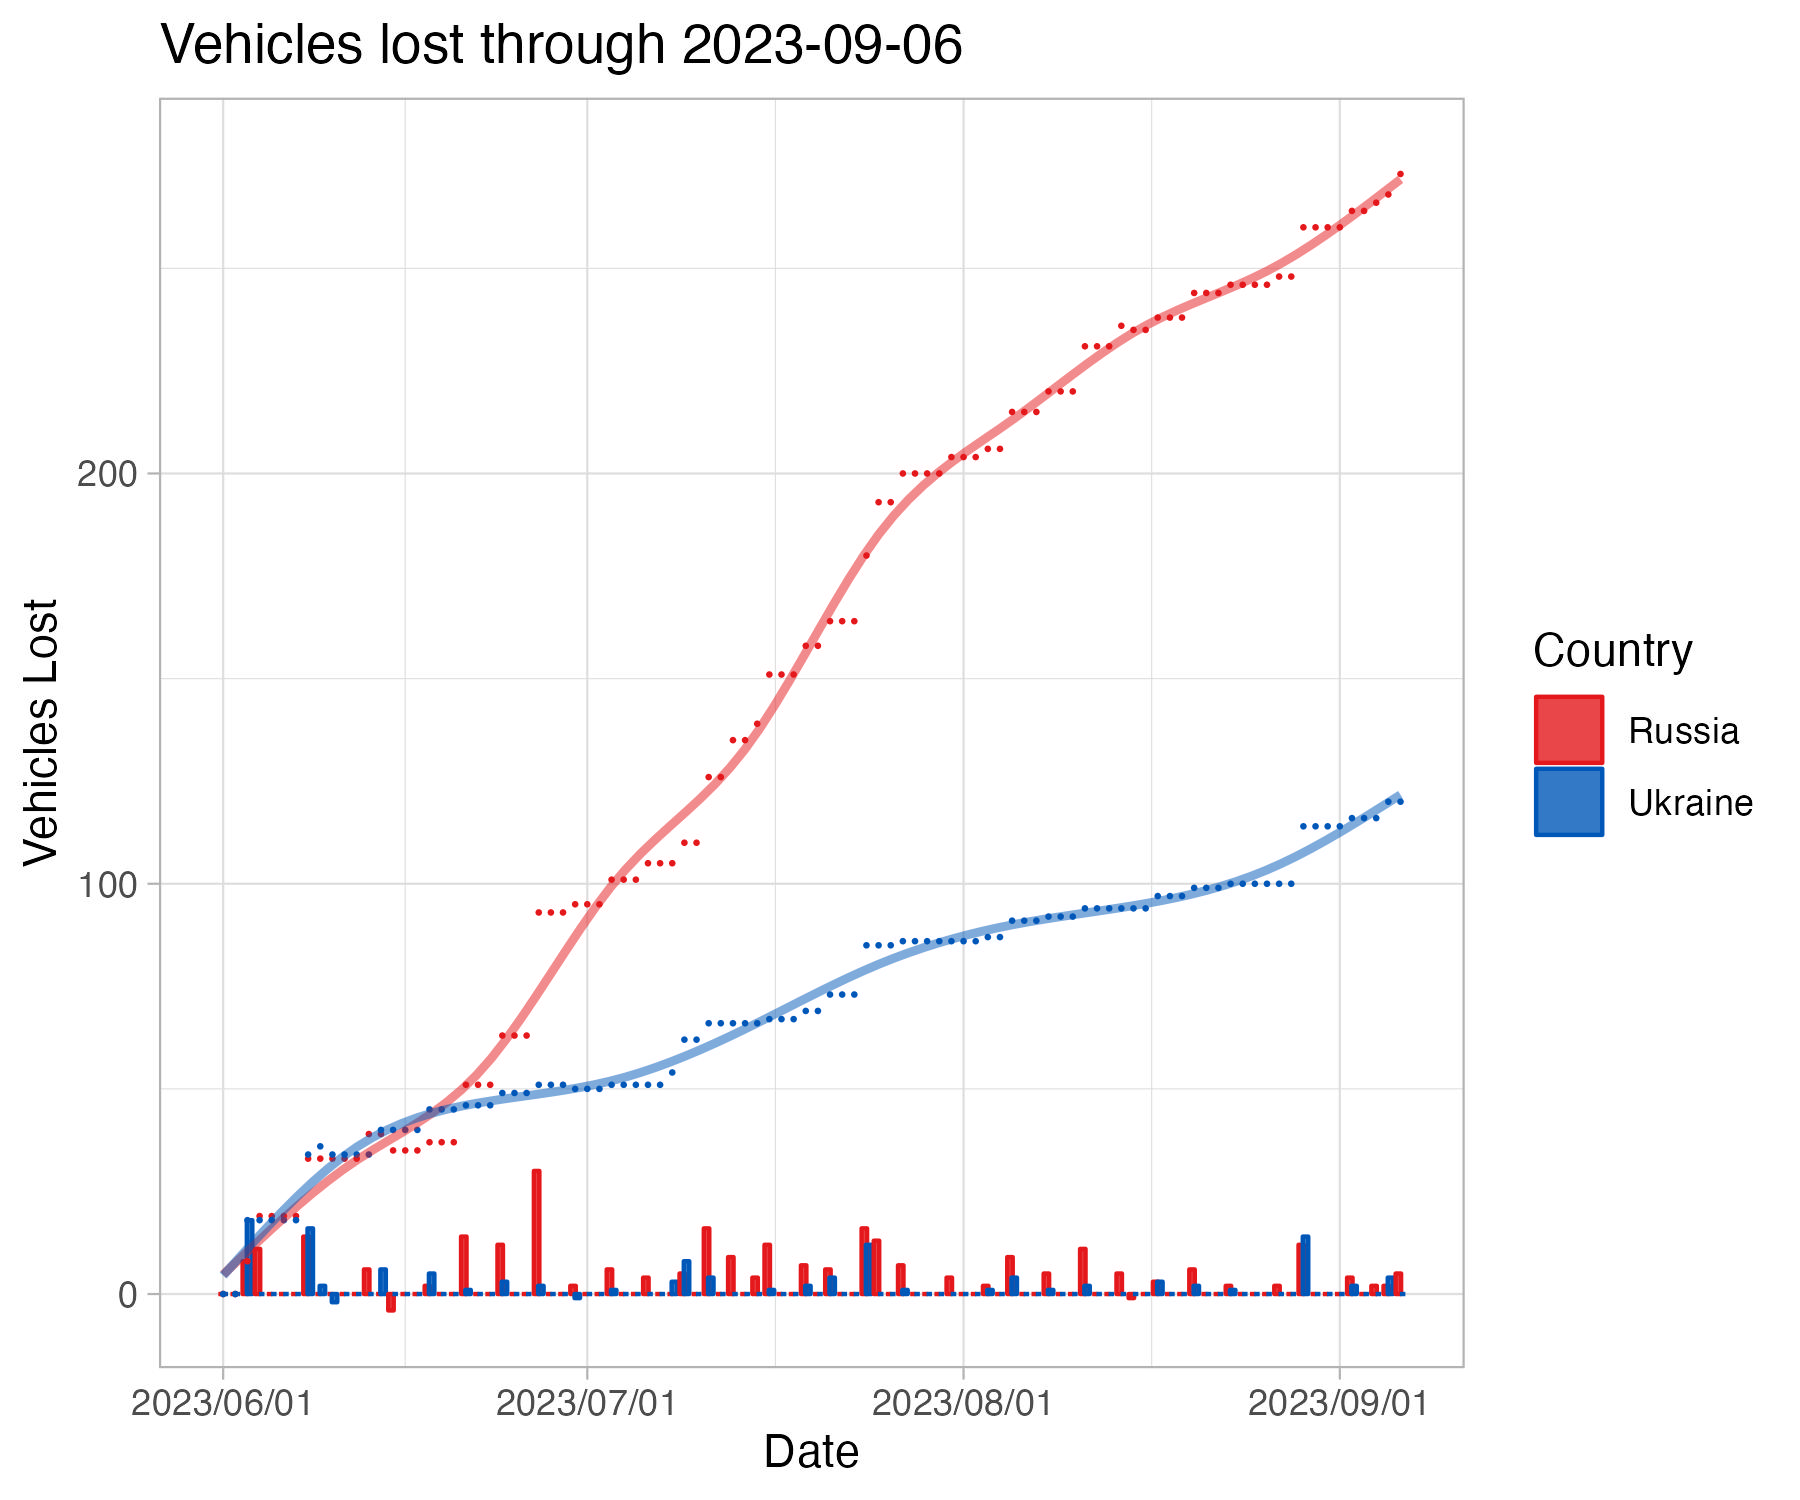 Vehicles lost through 2023-09-06
Vehicles Lost
200
100
0
2023/06/01
2023/07/01
2023/08/01
2023/09/01
Date
Country
Russia
Ukraine